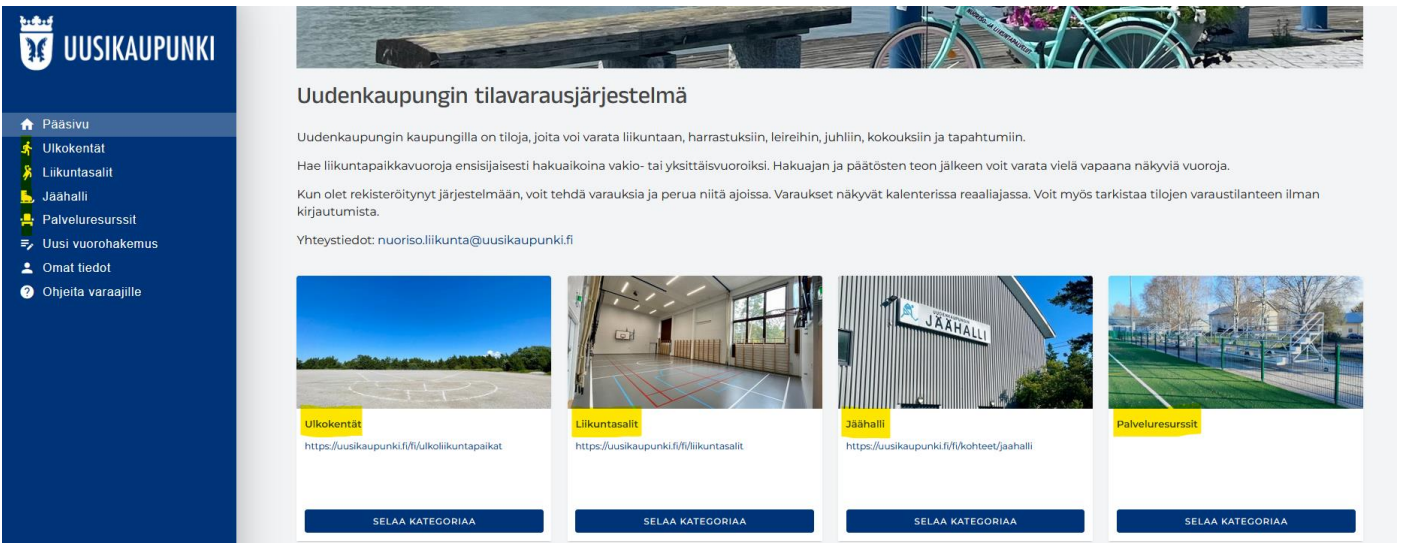 UUSIKAUPUNKI
Pääsivu
Ulkokentät
Liikuntasalit
Jäähalli
Palveluresurssit
Uusi vuorohakemus
Omat tiedot
Ohjeita varaajille
Uudenkaupungin tilavarausjärjestelmä
Uudenkaupungin kaupungilla on tiloja, joita voi varata liikuntaan, harrastuksiin, leireihin, juhliin, kokouksiin ja tapahtumiin.
Hae liikuntapaikkavuoroja ensisijaisesti hakuaikoina vakio- tai yksittäisvuoroiksi. Hakuajan ja päätösten teon jälkeen voit varata vielä vapaana näkyviä vuoroja.
Kun olet rekisteröitynyt järjestelmään, voit tehdä varauksia ja perua niitä ajoissa. Varaukset näkyvät kalenterissa reaaliajassa. Voit myös tarkistaa tilojen varaustilanteen ilman
kirjautumista.
Yhteystiedot: nuoriso.liikunta@uusikaupunki.fi
JÄÄHALLI
Ulkokentät
https://uusikaupunki.fi/fi/ulkoliikuntapaikat
SELAA KATEGORIAA
Liikuntasalit
https://uusikaupunki.fi/fi/liikuntasalit
SELAA KATEGORIAA
Jäähalli
https://uusikaupunki.fi/fi/kohteet/jaahalli
SELAA KATEGORIAA
Palveluresurssit
SELAA KATEGORIAA